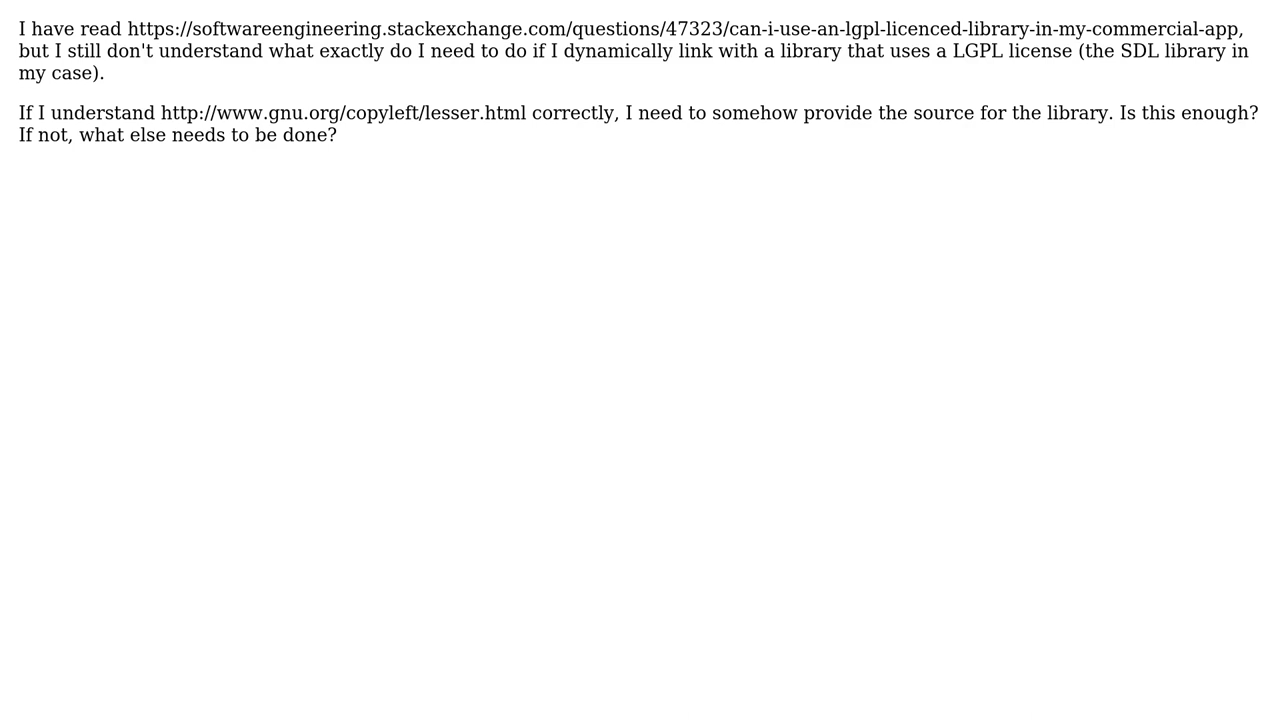 I have read https://softwareengineering.stackexchange.com/questions/47323/can-i-use-an-lgpl-licenced-library-in-my-commercial-app,
but I still don't understand what exactly do I need to do if I dynamically link with a library that uses a LGPL license (the SDL library in
my case).
If I understand http://www.gnu.org/copyleft/lesser.html correctly, I need to somehow provide the source for the library. Is this enough?
If not, what else needs to be done?